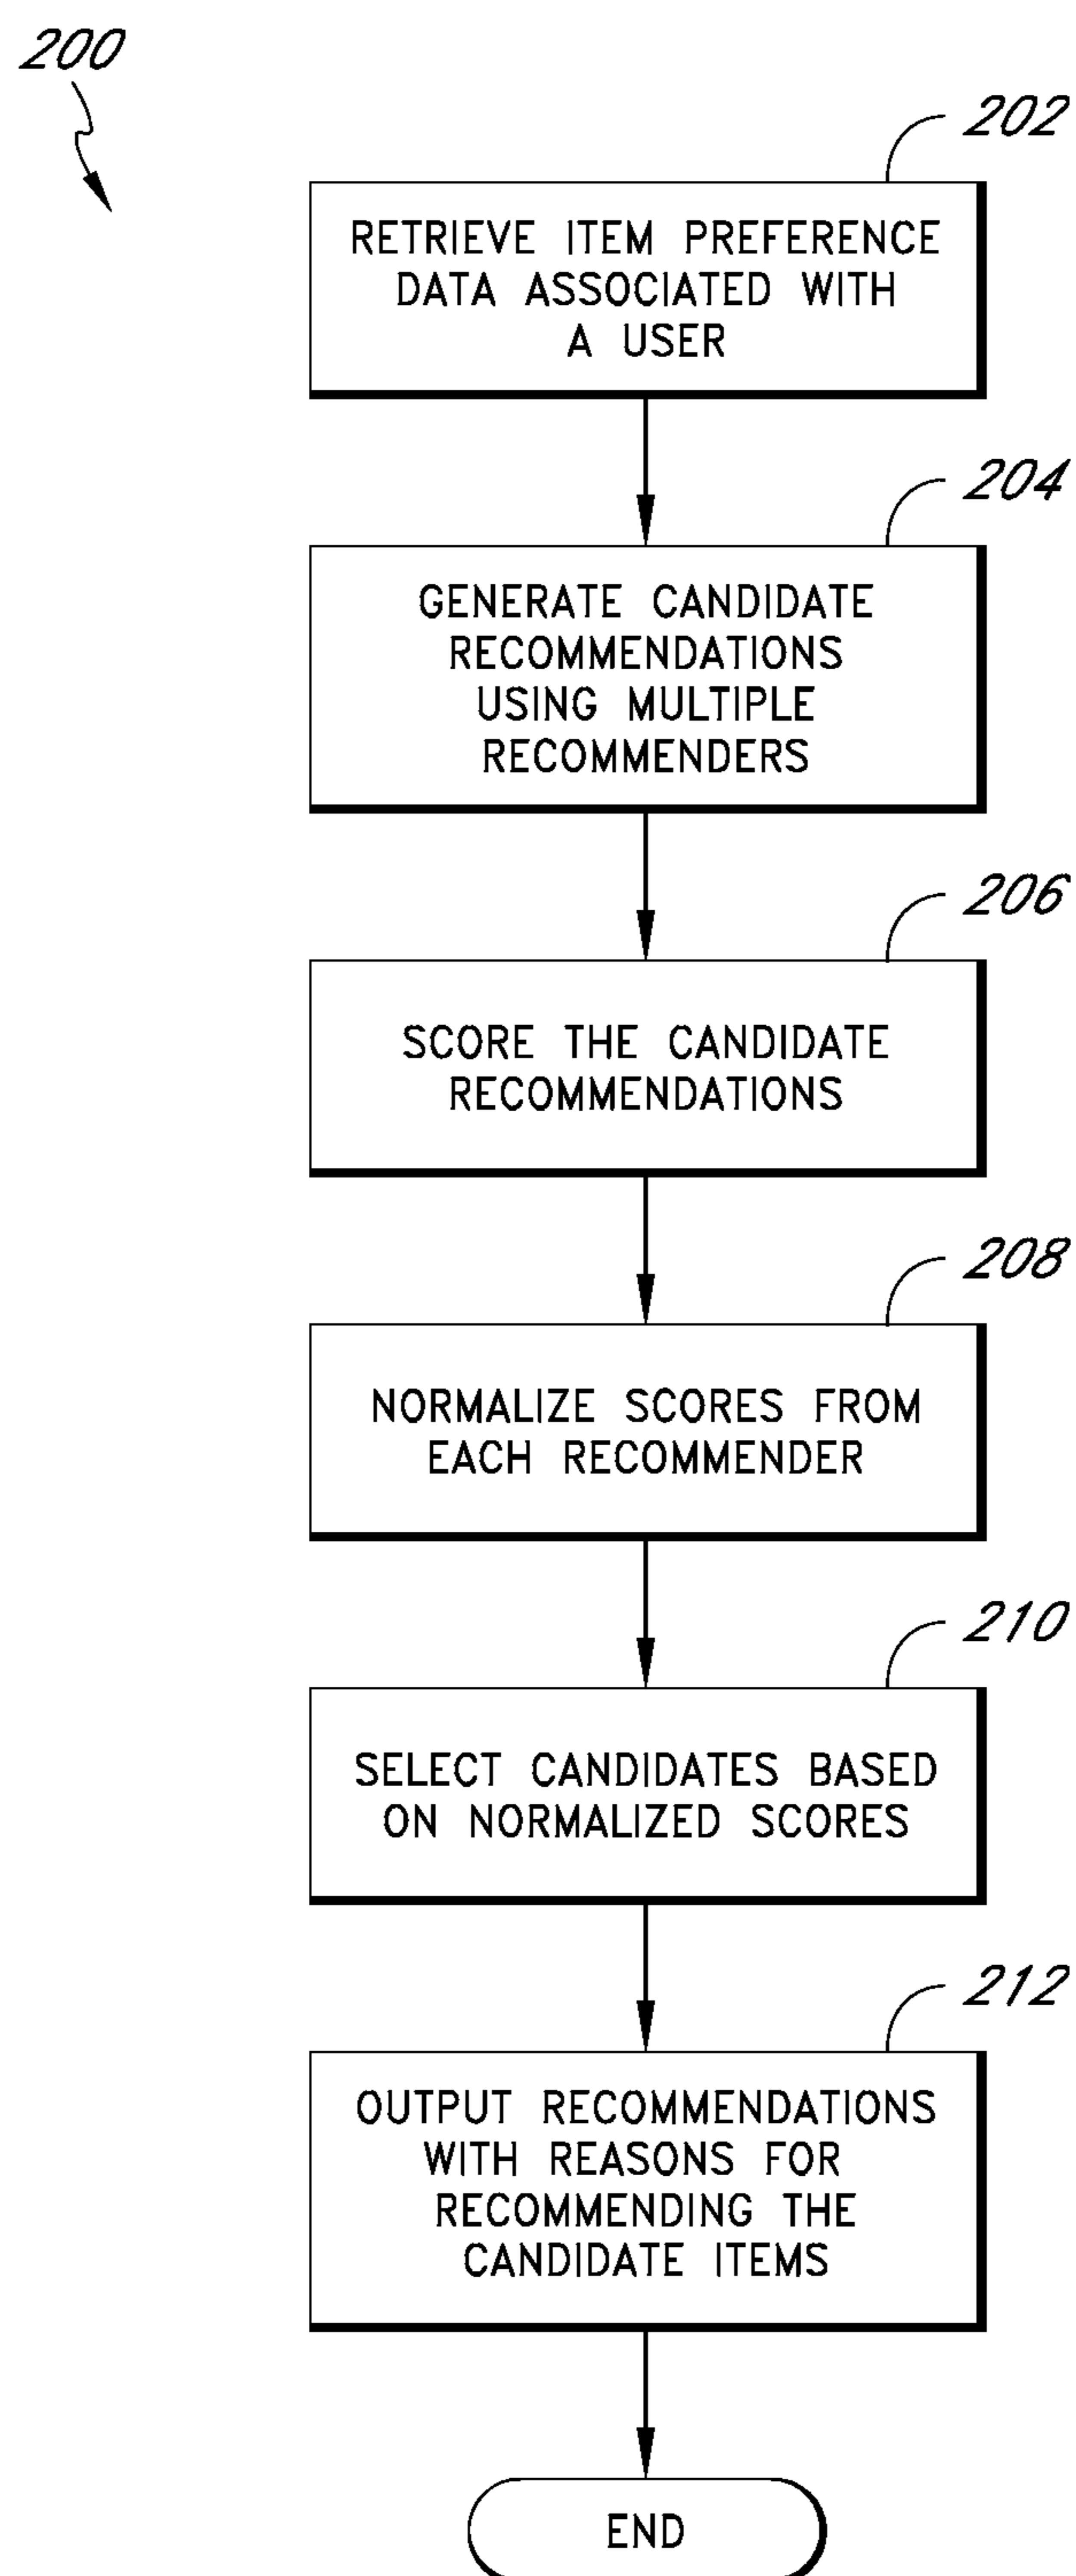 200
202
RETRIEVE ITEM PREFERENCE
DATA ASSOCIATED WITH
A USER
204
GENERATE CANDIDATE
RECOMMENDATIONS
USING MULTIPLE
RECOMMENDERS
206
SCORE THE CANDIDATE
RECOMMENDATIONS
208
NORMALIZE SCORES FROM
EACH RECOMMENDER
210
SELECT CANDIDATES BASED
ON NORMALIZED SCORES
212
OUTPUT RECOMMENDATIONS
WITH REASONS FOR
RECOMMENDING THE
CANDIDATE ITEMS
END